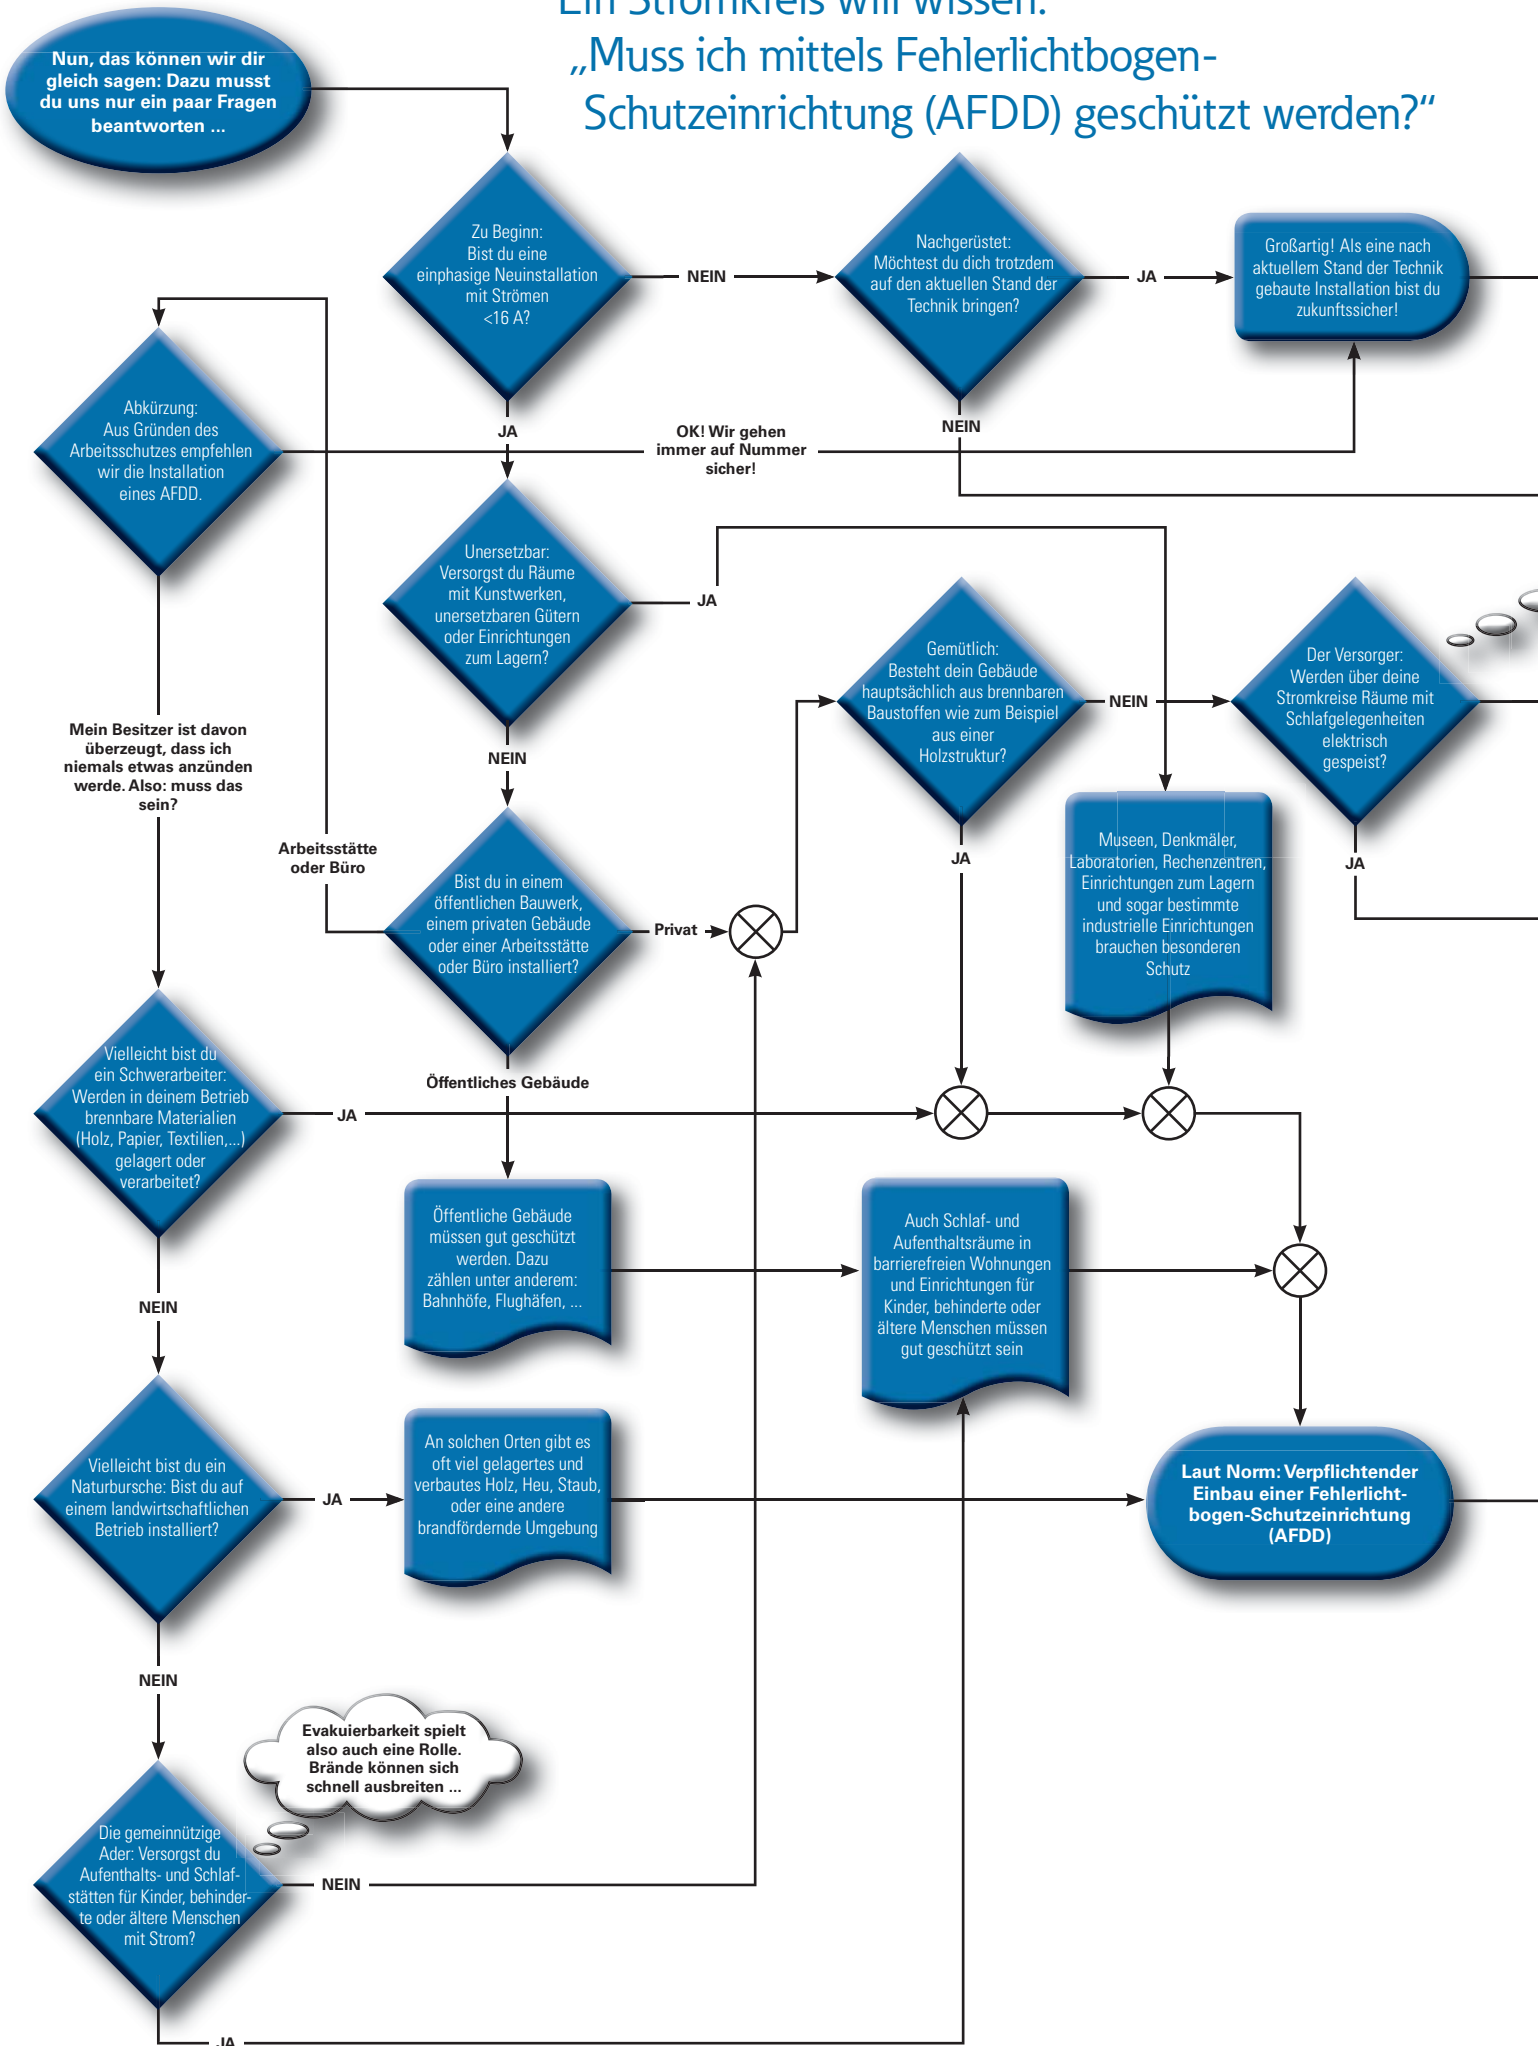 Ein Stromkreis will wissen:
„Muss ich mittels Fehlerlichtbogen-
Schutzeinrichtung (AFDD) geschützt werden?“
Nun, das können wir dir
gleich sagen: Dazu musst
du uns nur ein paar Fragen
beantworten ...
Zu Beginn:
Bist du eine
einphasige Neuinstallation
mit Strömen
<16 A?
NEIN
Nachgerüstet:
Möchtest du dich trotzdem
auf den aktuellen Stand der
Technik bringen?
JA
Großartig! Als eine nach
aktuellem Stand der Technik
gebaute Installation bist du
zukunftssicher!
Abkürzung:
Aus Gründen des
Arbeitsschutzes empfehlen
wir die Installation
eines AFDD.
JA
OK! Wir gehen
immer auf Nummer
sicher!
NEIN
Unersetzbar:
Versorgst du Räume
mit Kunstwerken,
unersetzbaren Gütern
oder Einrichtungen
zum Lagern?
JA
Gemütlich:
Besteht dein Gebäude
hauptsächlich aus brennbaren
Baustoffen wie zum Beispiel
aus einer
Holzstruktur?
NEIN
Der Versorger:
Werden über deine
Stromkreise Räume mit
Schlafgelegenheiten
elektrisch
gespeist?
Mein Besitzer ist davon
überzeugt, dass ich
niemals etwas anzünden
werde. Also: muss das
sein?
NEIN
Arbeitsstätte
oder Büro
Bist du in einem
öffentlichen Bauwerk,
einem privaten Gebäude
oder einer Arbeitsstätte
oder Büro installiert?
Privat
JA
Museen, Denkmäler,
Laboratorien, Rechenzentren,
Einrichtungen zum Lagern
und sogar bestimmte
industrielle Einrichtungen
brauchen besonderen
Schutz
JA
Vielleicht bist du
ein Schwerarbeiter:
Werden in deinem Betrieb
brennbare Materialien
(Holz, Papier, Textilien,...)
gelagert oder
verarbeitet?
JA
Öffentliches Gebäude
Öffentliche Gebäude
müssen gut geschützt
werden. Dazu
zählen unter anderem:
Bahnhöfe, Flughäfen, ...
Auch Schlaf- und
Aufenthaltsräume in
barrierefreien Wohnungen
und Einrichtungen für
Kinder, behinderte oder
ältere Menschen müssen
gut geschützt sein
NEIN
Vielleicht bist du ein
Naturbursche: Bist du auf
einem landwirtschaftlichen
Betrieb installiert?
JA
An solchen Orten gibt es
oft viel gelagertes und
verbautes Holz, Heu, Staub,
oder eine andere
brandfördernde Umgebung
Laut Norm: Verpflichtender
Einbau einer Fehlerlicht-
bogen-Schutzeinrichtung
(AFDD)
NEIN
Evakuierbarkeit spielt
also auch eine Rolle.
Brände können sich
schnell ausbreiten ...
Die gemeinnützige
Ader: Versorgst du
Aufenthalts- und Schlaf-
stätten für Kinder, behinder-
te oder ältere Menschen
mit Strom?
NEIN
JA